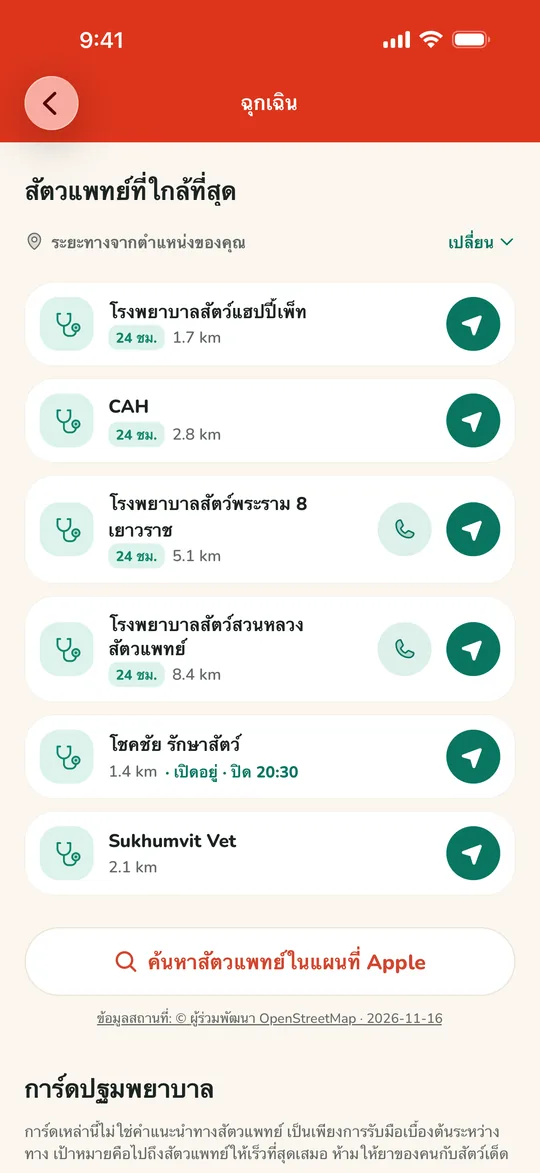 9:41
ฉุกเฉิน
สัตวแพทย์ที่ใกล้ที่สุด
ระยะทางจากตำแหน่งของคุณ
เปลี่ยน
โรงพยาบาลสัตว์แฮปปี้เพ็ท
24 ชม. 1.7 km
CAH
24 ชม. 2.8 km
โรงพยาบาลสัตว์พระราม 8
เยาวราช
24 ชม. 5.1 km
โรงพยาบาลสัตว์สวนหลวง
สัตวแพทย์
24 ชม. 8.4 km
โชคชัย รักษาสัตว์
1.4 km · เปิดอยู่ · ปิด 20:30
Sukhumvit Vet
2.1 km
ค้นหาสัตวแพทย์ในแผนที่ Apple
ข้อมูลสถานที่: © ผู้ร่วมพัฒนา OpenStreetMap · 2026-11-16
การ์ดปฐมพยาบาล
การ์ดเหล่านี้ไม่ใช่คำแนะนำทางสัตวแพทย์ เป็นเพียงการรับมือเบื้องต้นระหว่าง
ทาง เป้าหมายคือไปถึงสัตวแพทย์ให้เร็วที่สุดเสมอ ห้ามให้ยาของคนกับสัตว์เด็ด